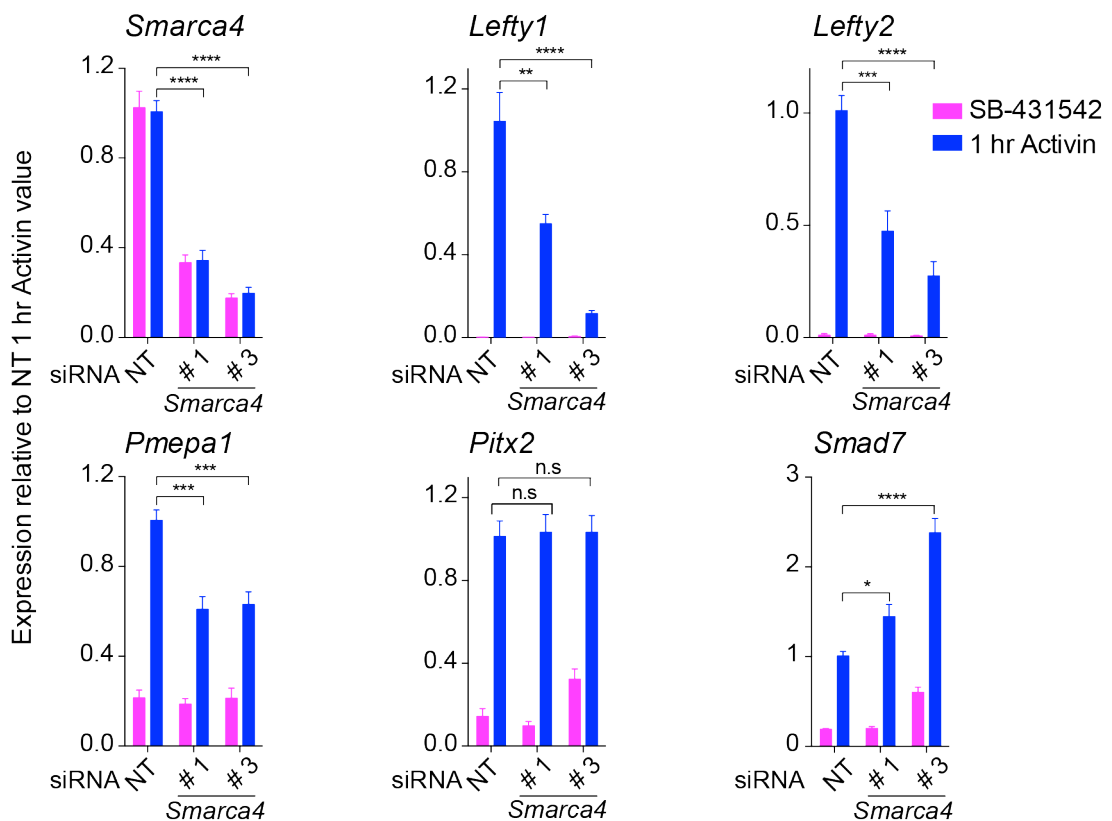 Smarca4
Lefty1
Lefty2
**** 
****
1.2
0.8
0.4
0.0
siRNA NT # 1 # 3
Smarca4
****
**
1.2
0.8
0.4
0.0
siRNA NT # 1 # 3
Smarca4
****
***
1.0
0.5
0.0
siRNA NT # 1 # 3
Smarca4
SB-431542
1 hr Activin
Expression relative to NT 1 hr Activin value
Pmepa1
Pitx2
Smad7
***
***
1.2
0.8
0.4
0.0
siRNA NT # 1 # 3
Smarca4
n.s
n.s
1.2
0.8
0.4
0.0
siRNA NT # 1 # 3
Smarca4
****
*
3
2
1
0
siRNA NT # 1 # 3
Smarca4